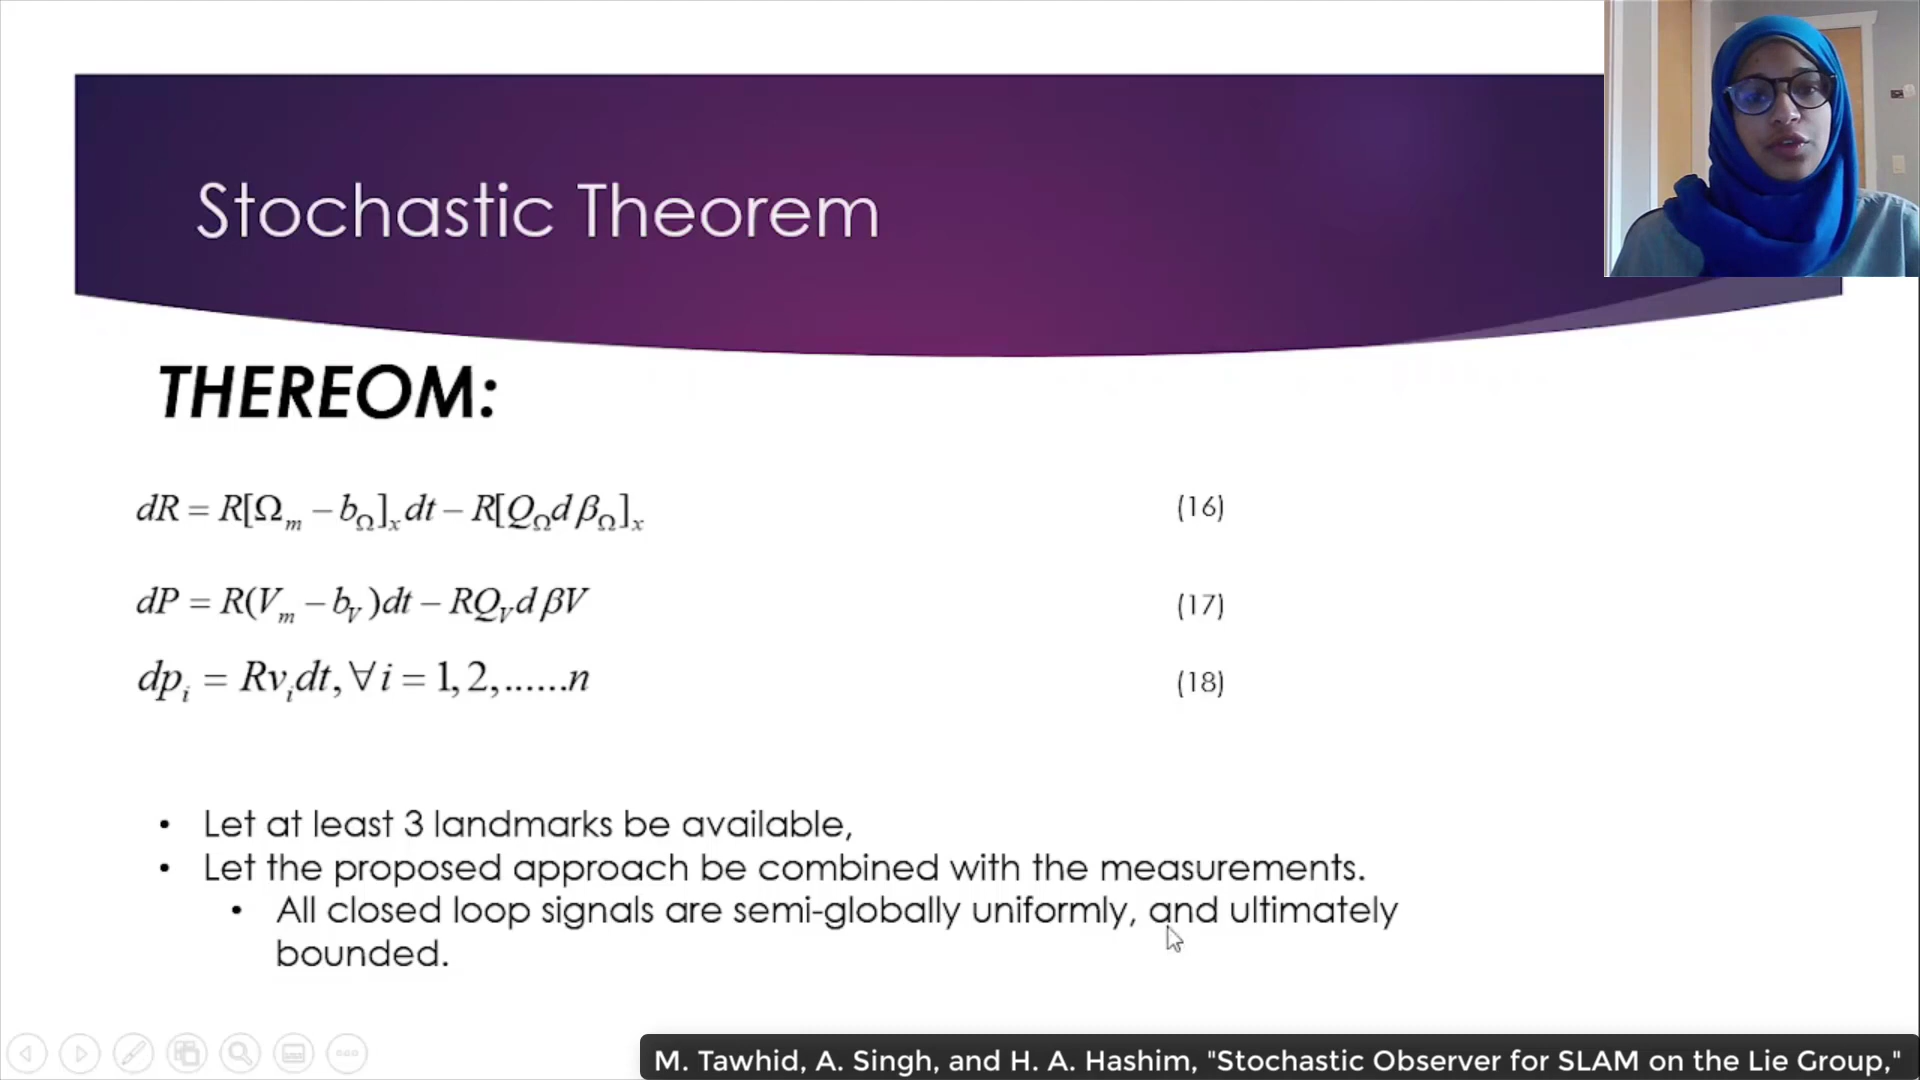 Stochastic Theorem
THEREOM:
dR = R[Ω_m − b_Ω]_x dt − R[Q_Ω dβ_Ω]_x (16)
dP = R(V_m − b_V)dt − RQ_V dβV (17)
dp_i = Rv_i dt, ∀ i = 1, 2, ......n (18)
• Let at least 3 landmarks be available,
• Let the proposed approach be combined with the measurements.
• All closed loop signals are semi-globally uniformly, and ultimately
bounded.
M. Tawhid, A. Singh, and H. A. Hashim, "Stochastic Observer for SLAM on the Lie Group,"